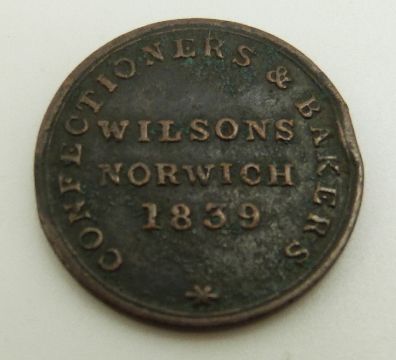 CONFECTIONERS & BAKERS
WILSONS
NORWICH
1839
*